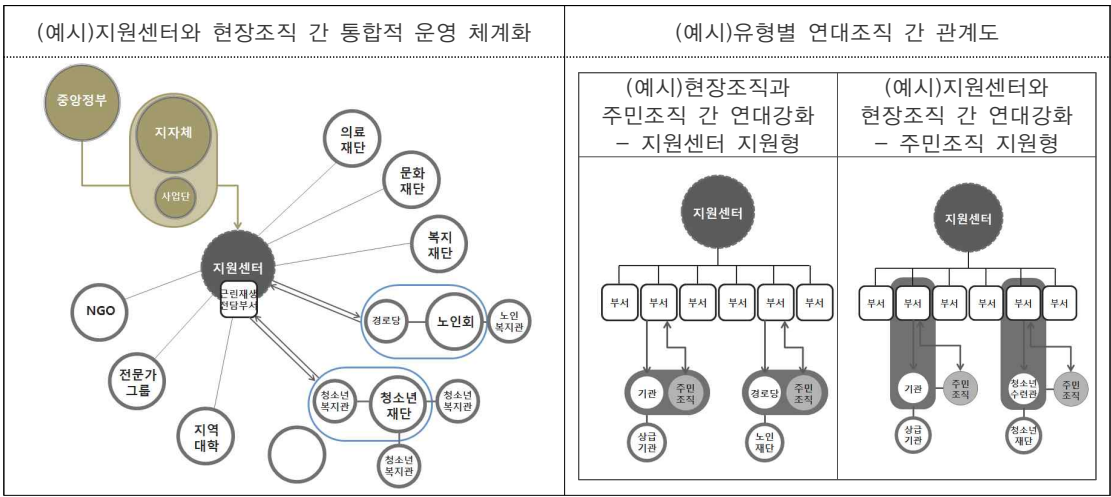 (예시)지원센터와 현장조직 간 통합적 운영 체계화
중앙정부
지자체
사업단
의료
재단
문화
재단
복지
재단
지원센터
근린재생
전담부서
NGO
전문가
그룹
지역
대학
경로당
노인회
노인
복지관
청소년
복지관
청소년
재단
청소년
복지관
청소년
복지관
(예시)유형별 연대조직 간 관계도
(예시)현장조직과
주민조직 간 연대강화
– 지원센터 지원형
지원센터
부서 부서 부서 부서 부서 부서
기관
주민
조직
경로당
주민
조직
상급
기관
노인
재단
(예시)지원센터와
현장조직 간 연대강화
– 주민조직 지원형
지원센터
부서 부서 부서 부서 부서 부서
기관
주민
조직
청소년
수련관
주민
조직
상급
기관
청소년
재단